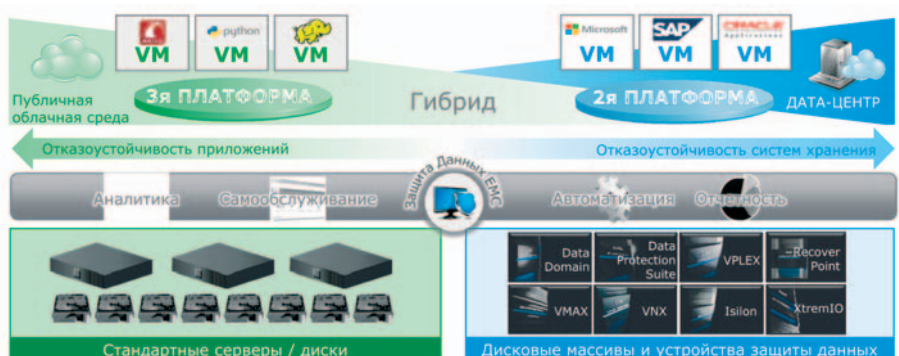 python
Microsoft
SAP
ORACLE
Applications
VM
VM
VM
VM
VM
VM
Публичная
облачная среда
3я ПЛАТФОРМА
Гибрид
2я ПЛАТФОРМА
ДАТА-ЦЕНТР
Отказоустойчивость приложений
Отказоустойчивость систем хранения
Аналитика
Самообслуживание
Защита Данных EMC
Автоматизация
Отчетность
Data
Domain
Data
Protection
Suite
VPLEX
Recover
Point
VMAX
VNX
Isilon
XtremIO
Стандартные серверы / диски
Дисковые массивы и устройства защиты данных